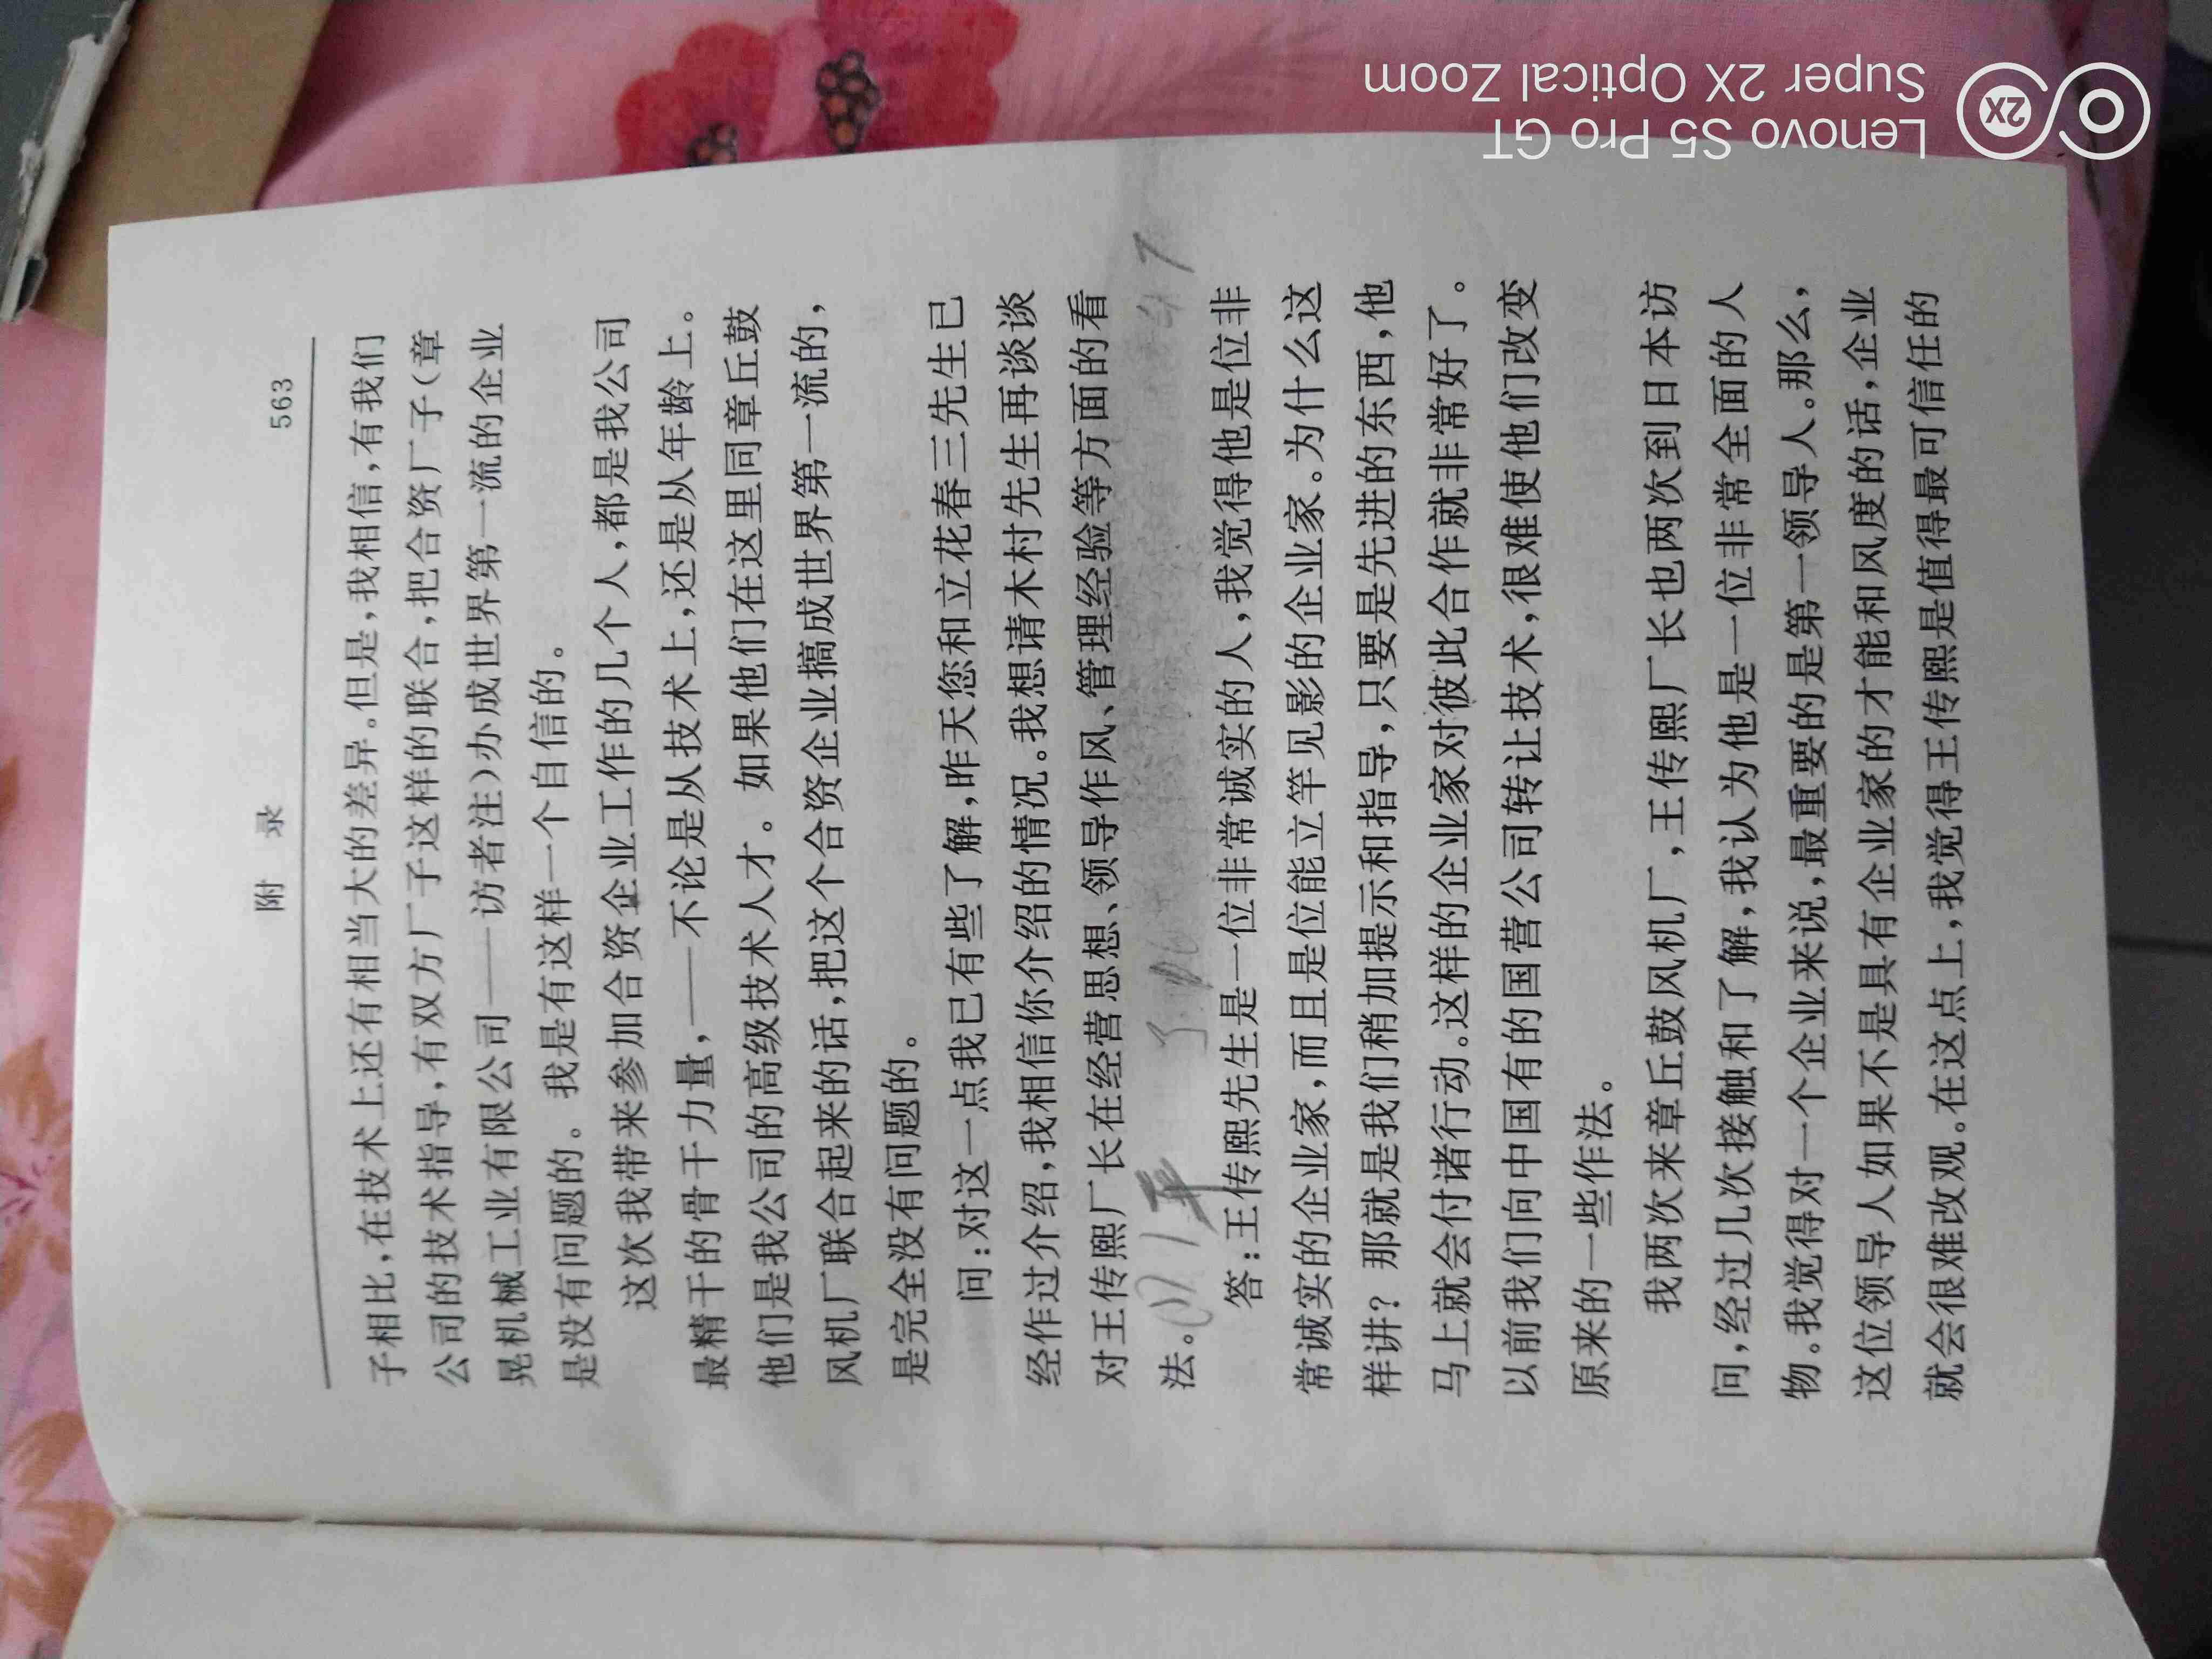 附 录
563
子相比,在技术上还有相当大的差异。但是,我相信,有我们
公司的技术指导,有双方厂子这样的联合,把合资厂子(章
晃机械工业有限公司——访者注)办成世界第一流的企业
是没有问题的。我是有这样一个自信的。
这次我带来参加合资企业工作的几个人,都是我公司
最精干的骨干力量,——不论是从技术上,还是从年龄上。
他们是我公司的高级技术人才。如果他们在这里同章丘鼓
风机厂联合起来的话,把这个合资企业搞成世界第一流的,
是完全没有问题的。
问:对这一点我已有些了解,昨天您和立花春三先生已
经作过介绍,我相信你介绍的情况。我想请木村先生再谈谈
对王传熙厂长在经营思想、领导作风、管理经验等方面的看
法。
答:王传熙先生是一位非常诚实的人,我觉得他是位非
常诚实的企业家,而且是位能立竿见影的企业家。为什么这
样讲?那就是我们稍加提示和指导,只要是先进的东西,他
马上就会付诸行动。这样的企业家对彼此合作就非常好了。
以前我们向中国有的国营公司转让技术,很难使他们改变
原来的一些作法。
我两次来章丘鼓风机厂,王传熙厂长也两次到日本访
问,经过几次接触和了解,我认为他是一位非常全面的人
物。我觉得对一个企业来说,最重要的是第一领导人。那么,
这位领导人如果不是具有企业家的才能和风度的话,企业
就会很难改观。在这点上,我觉得王传熙是值得最可信任的
2X
Lenovo S5 Pro GT
Super 2X Optical Zoom